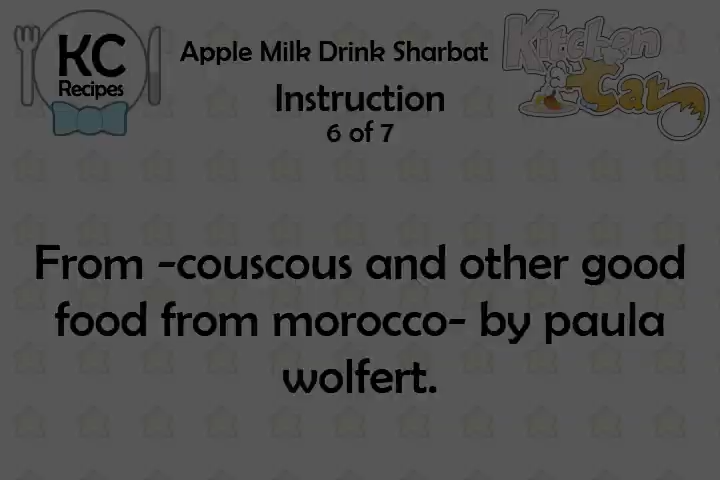 KC
Recipes
Apple Milk Drink Sharbat
Kitchen
Cat
Instruction
6 of 7
From -couscous and other good
food from morocco- by paula
wolfert.